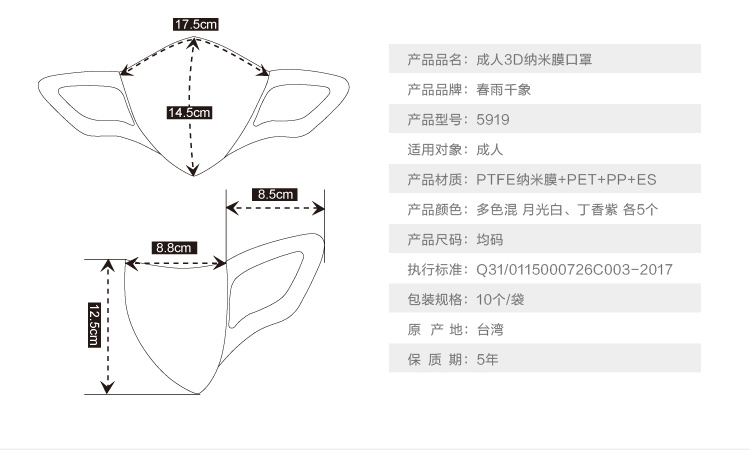 17.5cm
14.5cm
8.5cm
8.8cm
12.5cm
产品品名：成人3D纳米膜口罩
产品品牌：春雨千象
产品型号：5919
适用对象：成人
产品材质：PTFE纳米膜+PET+PP+ES
产品颜色：多色混 月光白、丁香紫 各5个
产品尺码：均码
执行标准：Q31/0115000726C003-2017
包装规格：10个/袋
原 产 地：台湾
保 质 期：5年